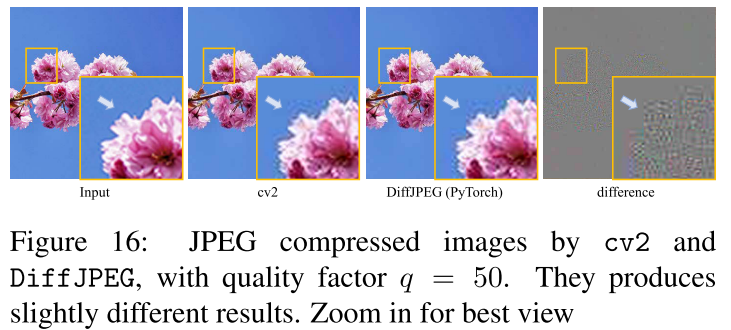 Input
cv2
DiffJPEG (PyTorch)
difference
Figure 16: JPEG compressed images by cv2 and
DiffJPEG, with quality factor q = 50. They produces
slightly different results. Zoom in for best view